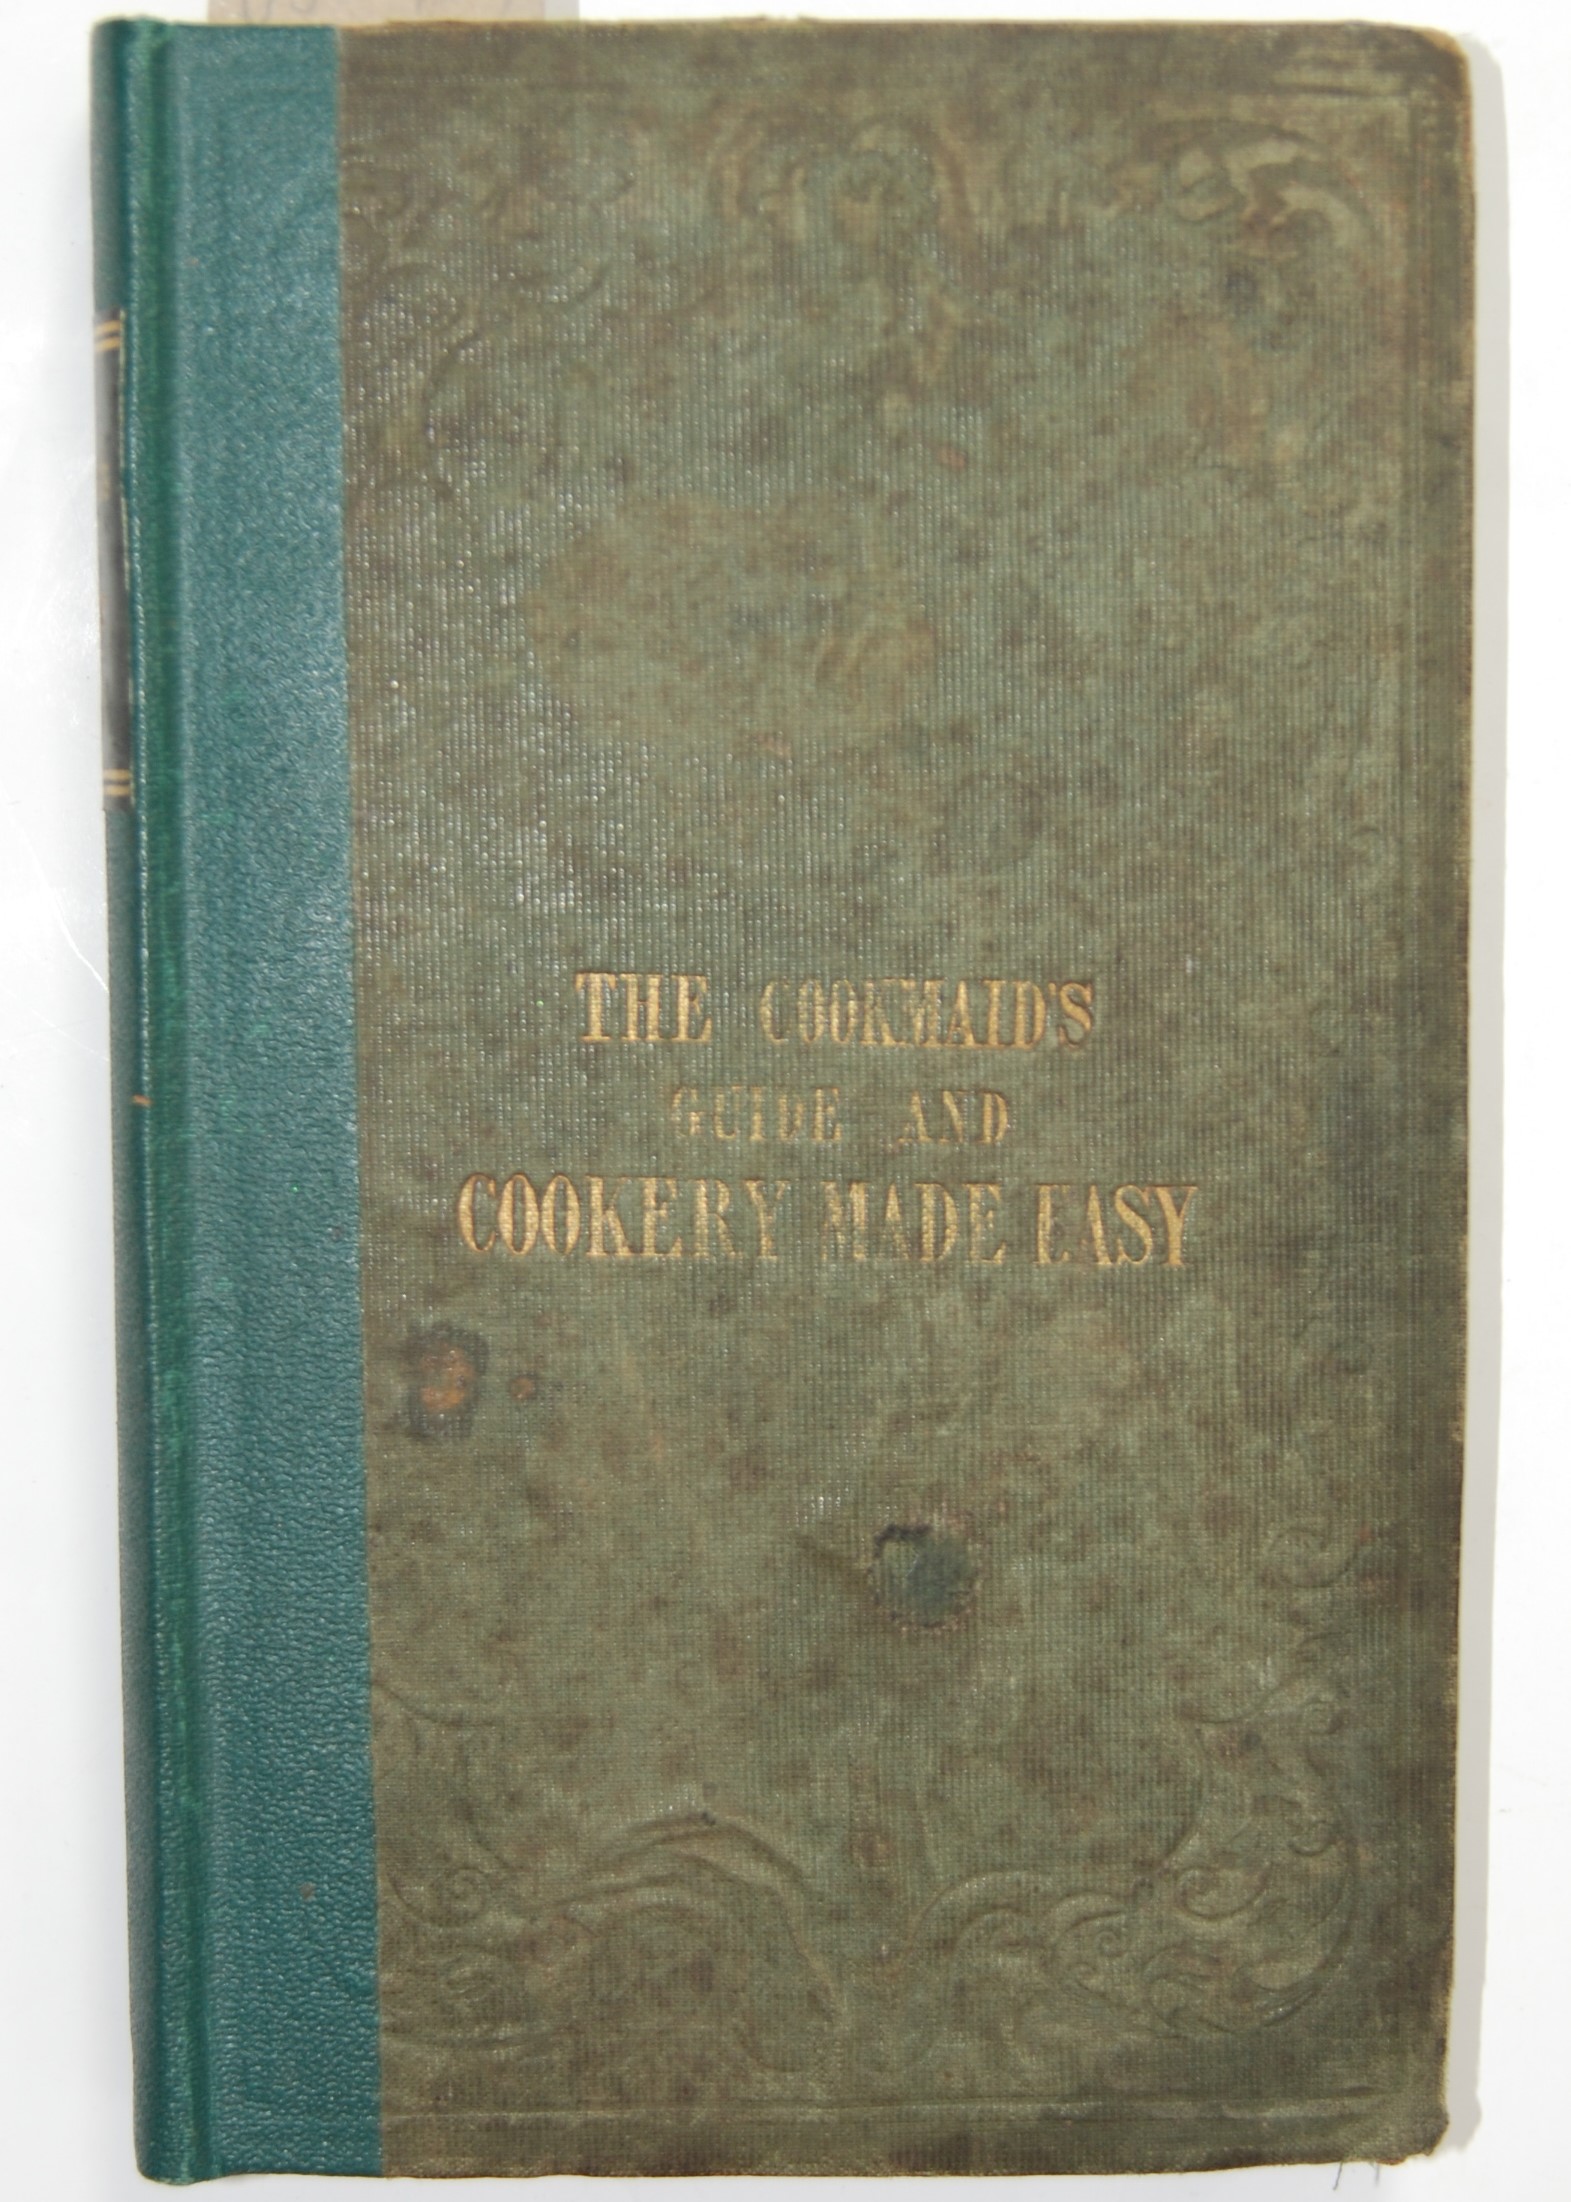 THE COOKMAID'S
GUIDE AND
COOKERY MADE EASY